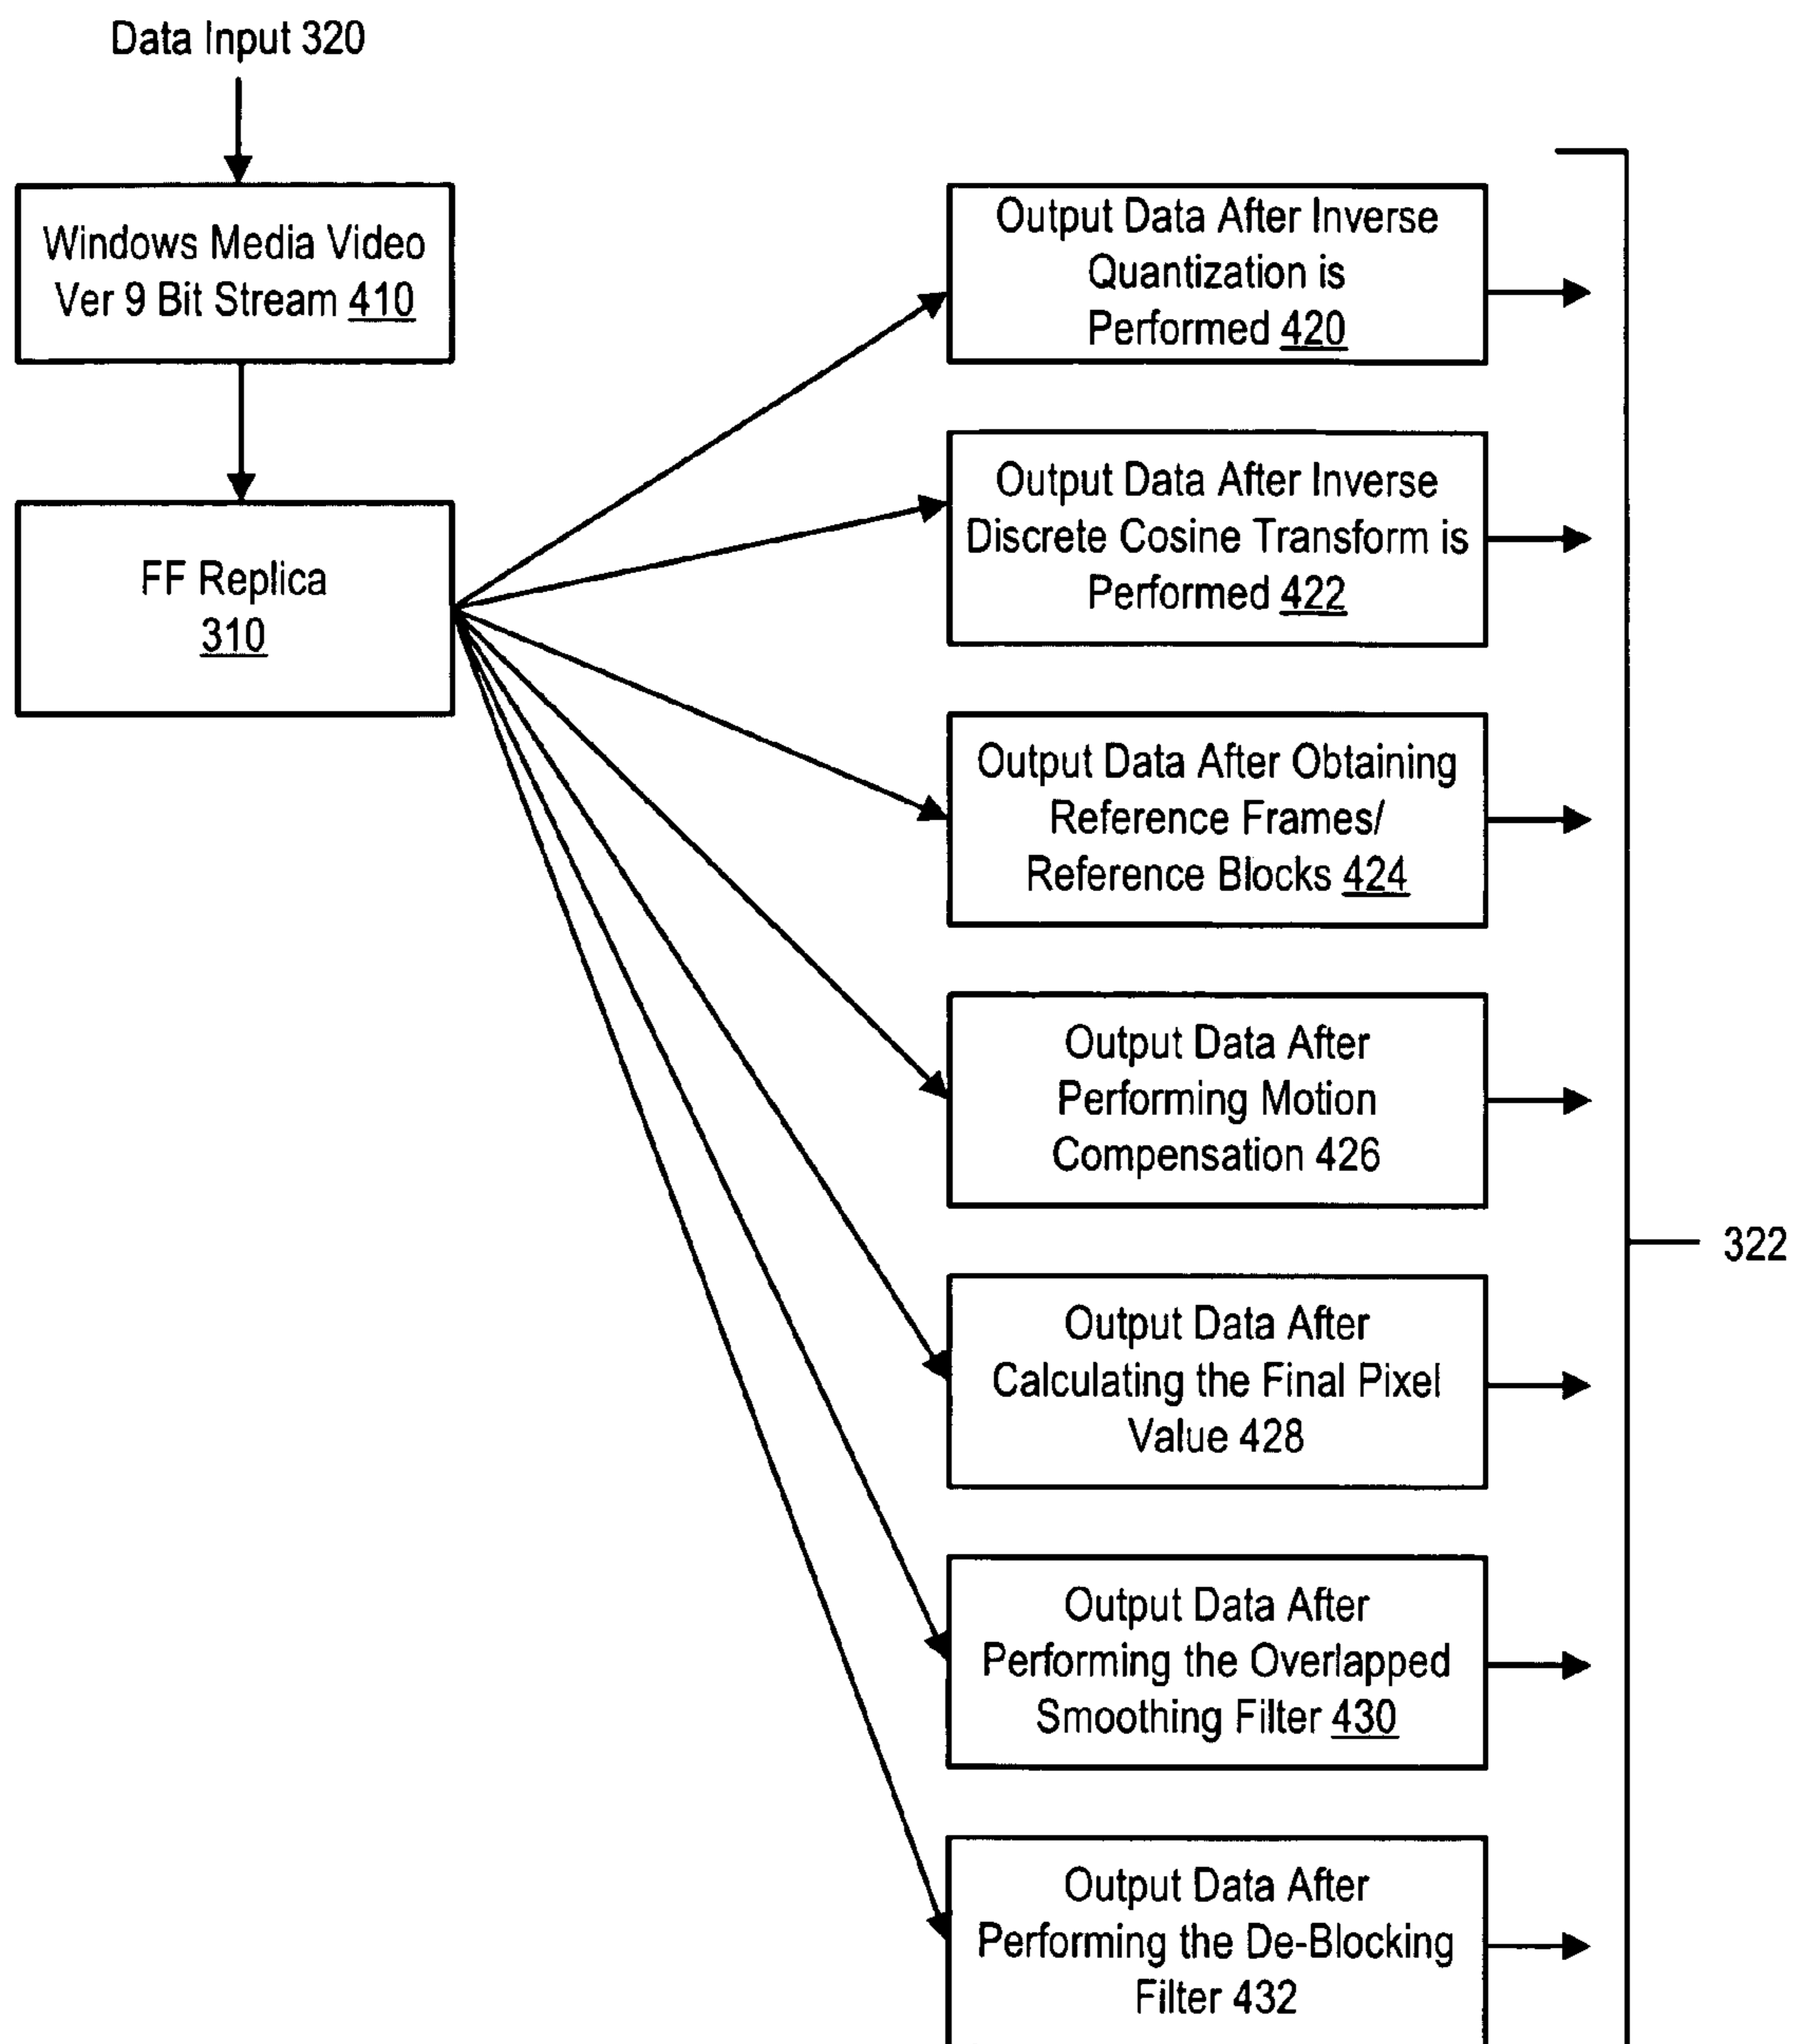 Data Input 320
Windows Media Video
Ver 9 Bit Stream 410
FF Replica
310
Output Data After Inverse
Quantization is
Performed 420
Output Data After Inverse
Discrete Cosine Transform is
Performed 422
Output Data After Obtaining
Reference Frames/
Reference Blocks 424
Output Data After
Performing Motion
Compensation 426
322
Output Data After
Calculating the Final Pixel
Value 428
Output Data After
Performing the Overlapped
Smoothing Filter 430
Output Data After
Performing the De-Blocking
Filter 432